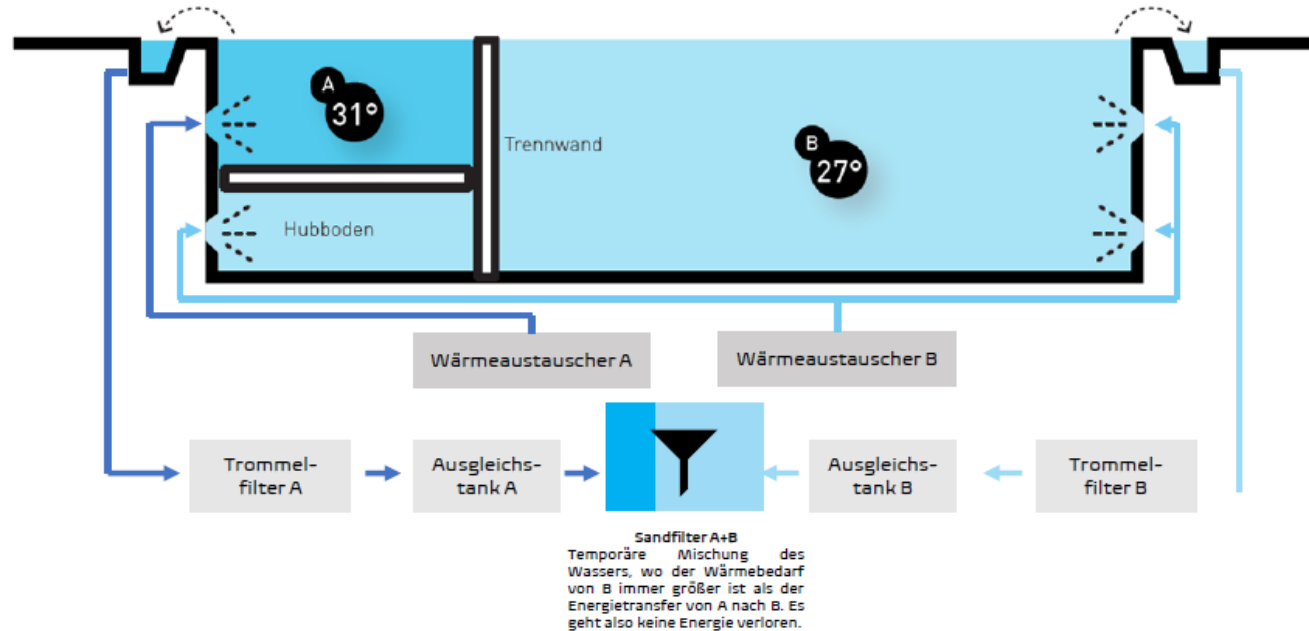 A
31°
Trennwand
B
27°
Hubboden
Wärmeaustauscher A
Wärmeaustauscher B
Trommel-
filter A
Ausgleichs-
tank A
Ausgleichs-
tank B
Trommel-
filter B
Sandfilter A+B
Temporäre Mischung des
Wassers, wo der Wärmebedarf
von B immer größer ist als der
Energietransfer von A nach B. Es
geht also keine Energie verloren.